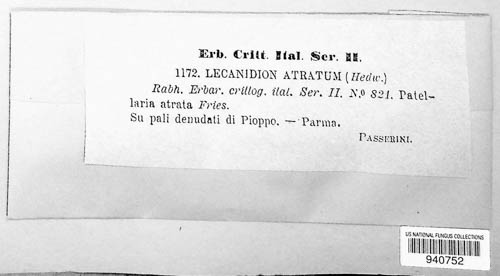 Erb. Critt. Ital. Ser. II.
1172. LECANIDION ATRATUM (Hedw.)
Rabh. Erbar. crittog. ital. Ser. II. N.º 821. Patel-
laria atrata Fries.
Su pali denudati di Pioppo. — Parma.
PASSERINI.
US NATIONAL FUNGUS COLLECTIONS
940752